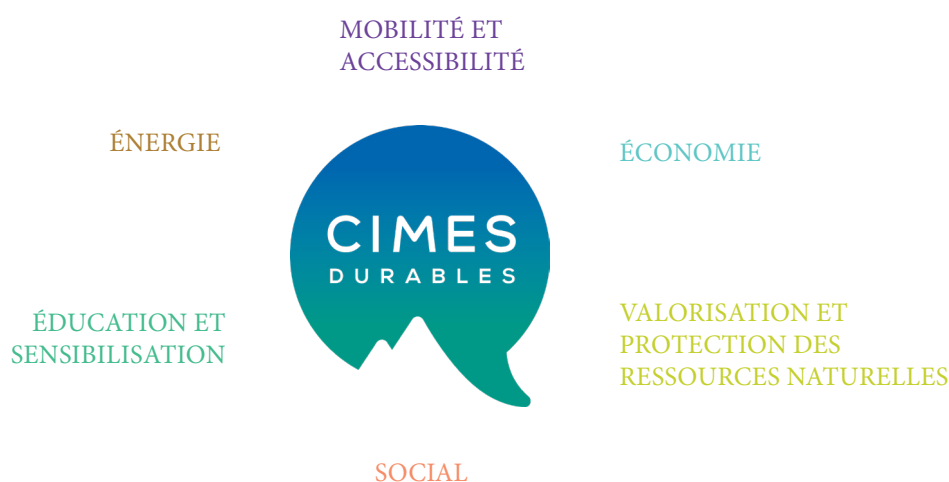 MOBILITÉ ET
ACCESSIBILITÉ
ÉNERGIE
ÉCONOMIE
CIMES
DURABLES
ÉDUCATION ET
SENSIBILISATION
VALORISATION ET
PROTECTION DES
RESSOURCES NATURELLES
SOCIAL